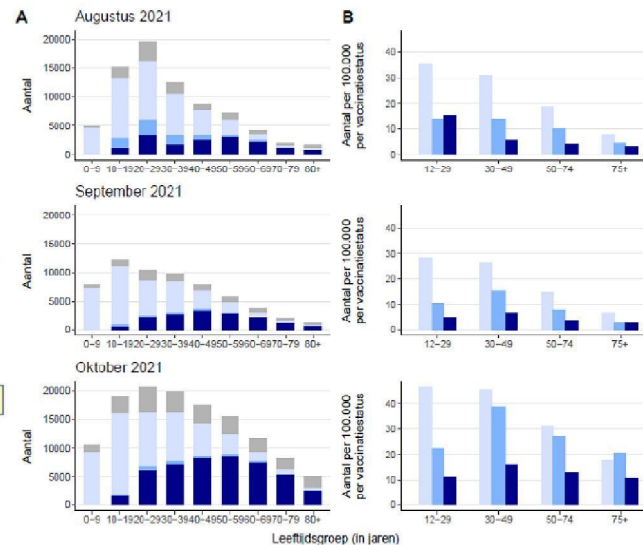 A
Augustus 2021
Aantal
20000
15000
10000
5000
0
0–9 10–19 20–29 30–39 40–49 50–59 60–69 70–79 80+
September 2021
Aantal
20000
15000
10000
5000
0
0–9 10–19 20–29 30–39 40–49 50–59 60–69 70–79 80+
Oktober 2021
Aantal
20000
15000
10000
5000
0
0–9 10–19 20–29 30–39 40–49 50–59 60–69 70–79 80+
B
Aantal per 100.000
per vaccinatiestatus
40
30
20
10
0
12–29 30–49 50–74 75+
Aantal per 100.000
per vaccinatiestatus
40
30
20
10
0
12–29 30–49 50–74 75+
Aantal per 100.000
per vaccinatiestatus
40
30
20
10
0
12–29 30–49 50–74 75+
Leeftijdsgroep (in jaren)